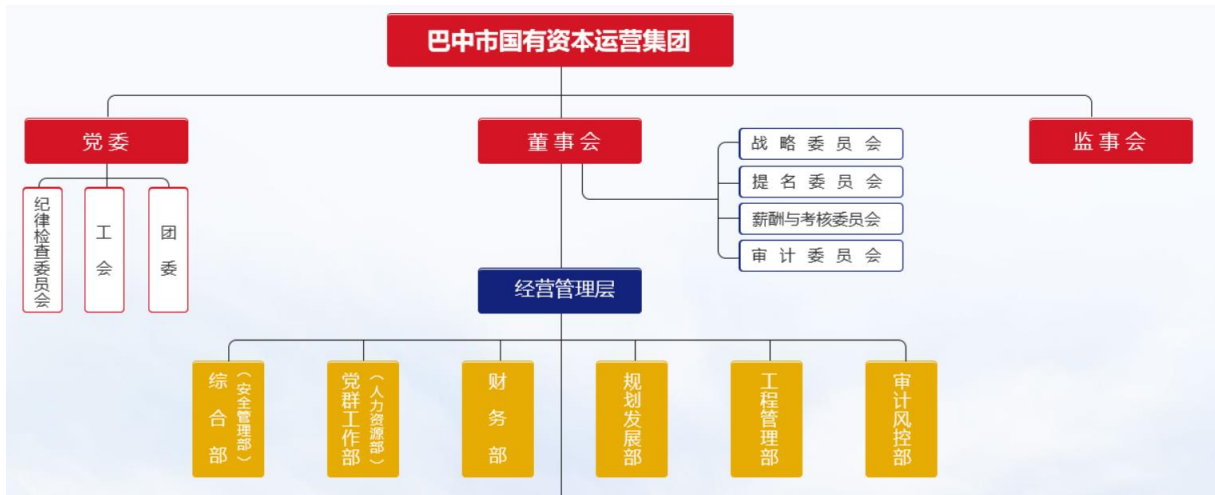 巴中市国有资本运营集团
党委
董事会
监事会
战略委员会
提名委员会
薪酬与考核委员会
审计委员会
纪律检查委员会
工会
团委
经营管理层
综合部
（安全管理部）
党群工作部
（人力资源部）
财务部
规划发展部
工程管理部
审计风控部